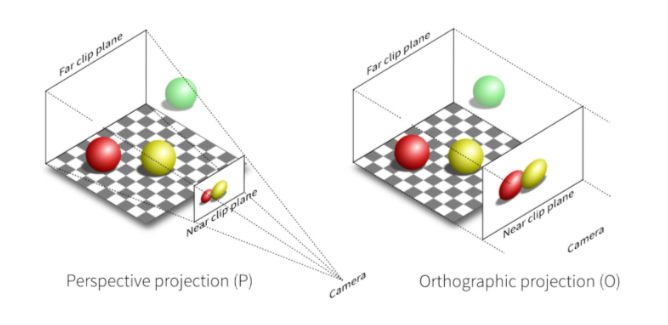 Far clip plane
Near clip plane
Camera
Perspective projection (P)
Far clip plane
Near clip plane
Camera
Orthographic projection (O)